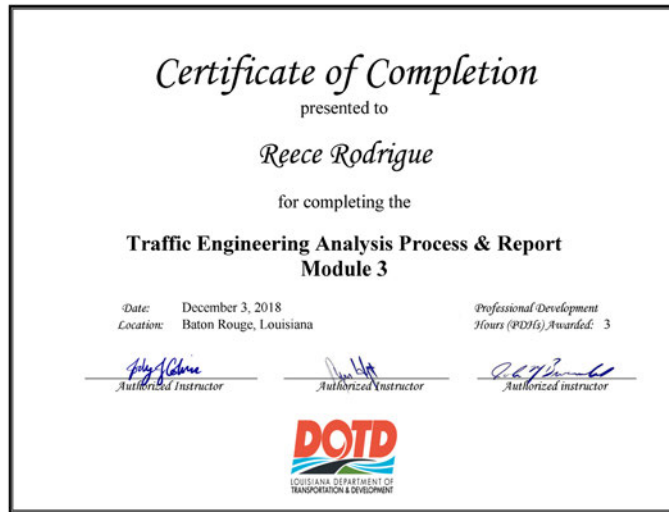 Certificate of Completion
presented to
Reece Rodrigue
for completing the
Traffic Engineering Analysis Process & Report
Module 3
Date: December 3, 2018
Location: Baton Rouge, Louisiana
Professional Development
Hours (PDHs) Awarded: 3
Authorized Instructor
Authorized Instructor
Authorized instructor
DOTD
LOUISIANA DEPARTMENT OF
TRANSPORTATION & DEVELOPMENT